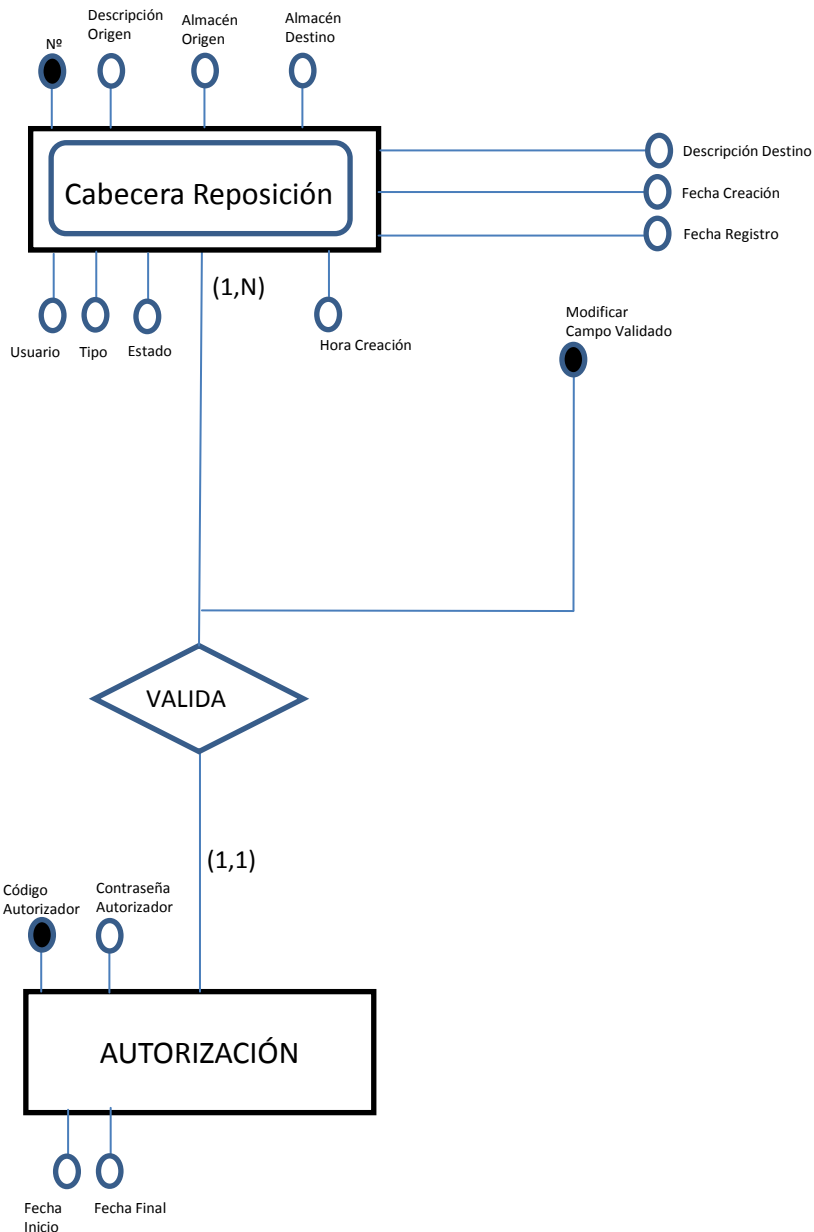 Nº
Descripción
Origen
Almacén
Origen
Almacén
Destino
Cabecera Reposición
Descripción Destino
Fecha Creación
Fecha Registro
(1,N)
Usuario
Tipo
Estado
Hora Creación
Modificar
Campo Validado
VALIDA
(1,1)
Código
Autorizador
Contraseña
Autorizador
AUTORIZACIÓN
Fecha
Inicio
Fecha Final